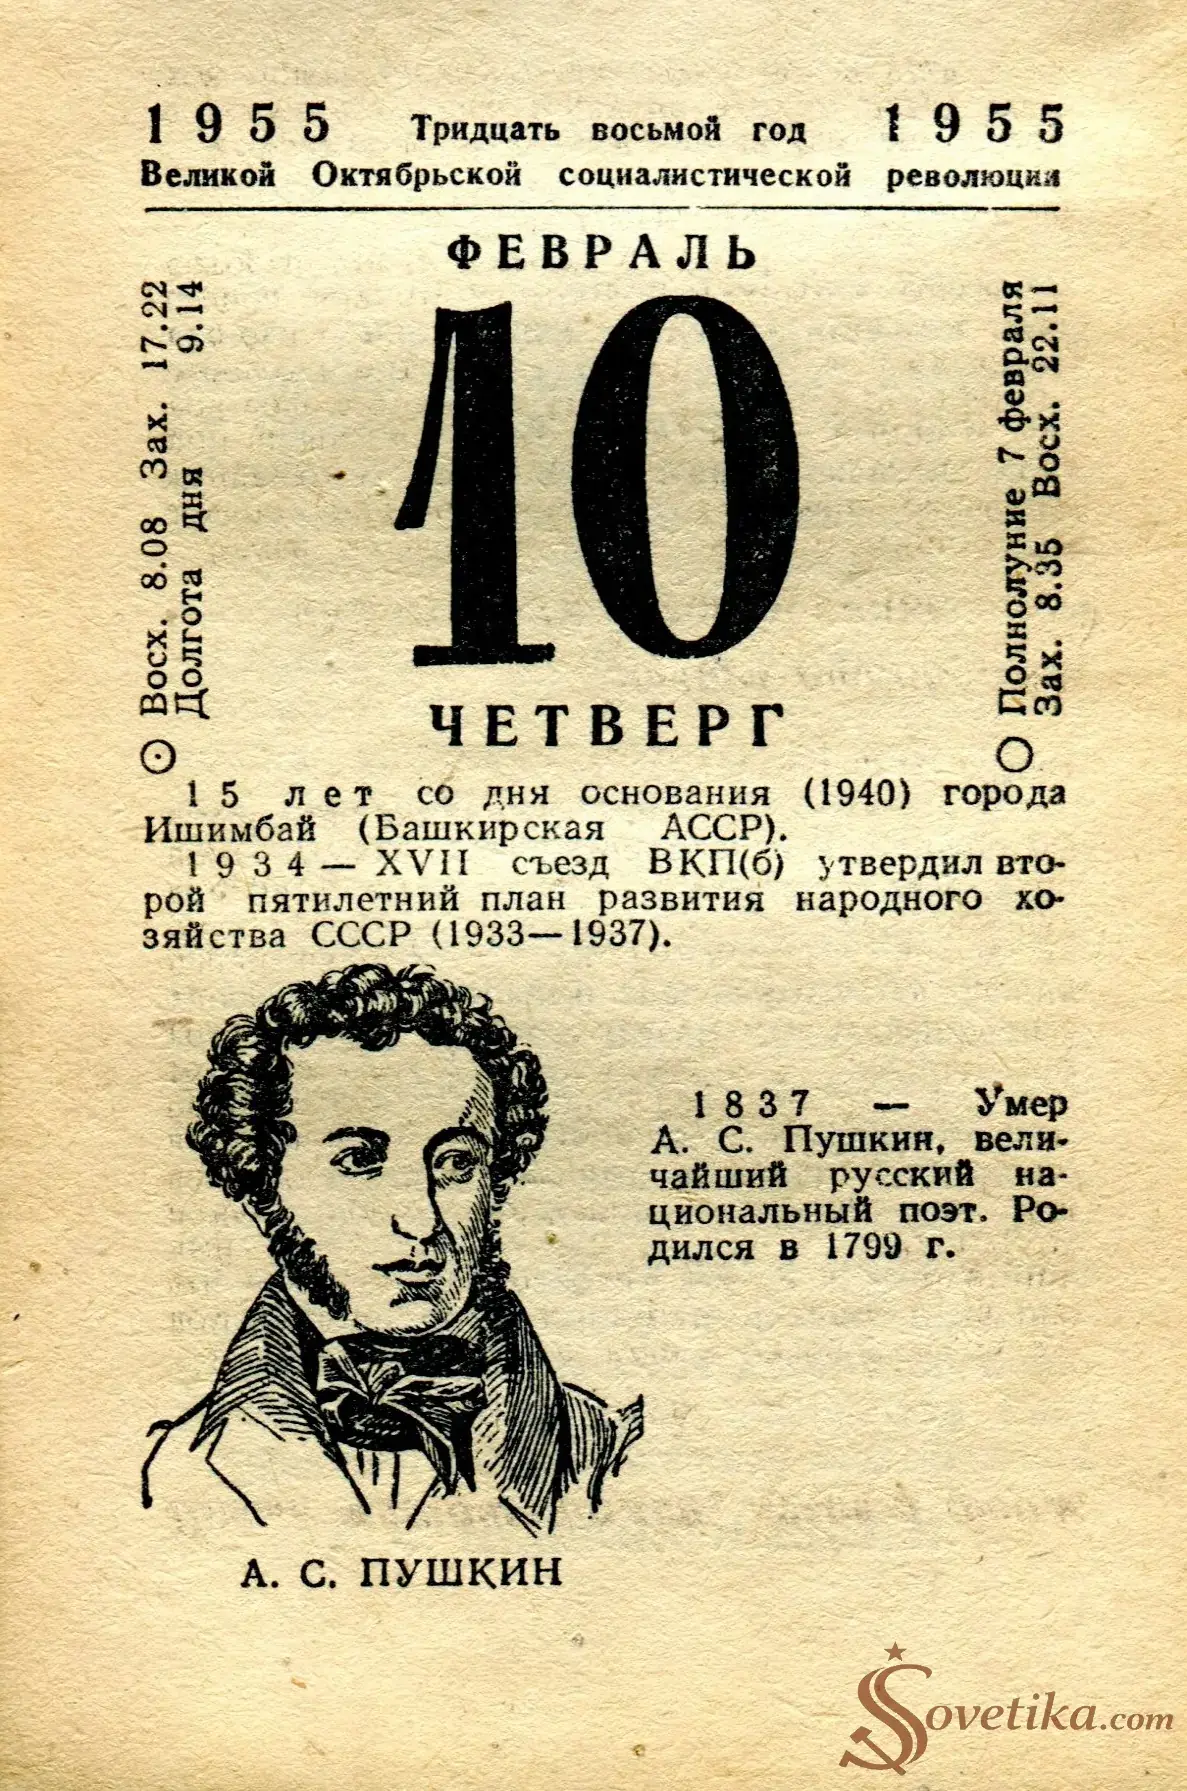 1955 Тридцать восьмой год 1955
Великой Октябрьской социалистической революции
ФЕВРАЛЬ
Восх. 8.08 Зах. 17.22
Долгота дня 9.14
10
Полнолуние 7 февраля
Зах. 8.35 Восх. 22.11
ЧЕТВЕРГ
15 лет со дня основания (1940) города
Ишимбай (Башкирская АССР).
1934 — XVII съезд ВКП(б) утвердил вто-
рой пятилетний план развития народного хо-
зяйства СССР (1933—1937).
1837 — Умер
А. С. Пушкин, вели-
чайший русский на-
циональный поэт. Ро-
дился в 1799 г.
А. С. ПУШКИН
Sovetika.com